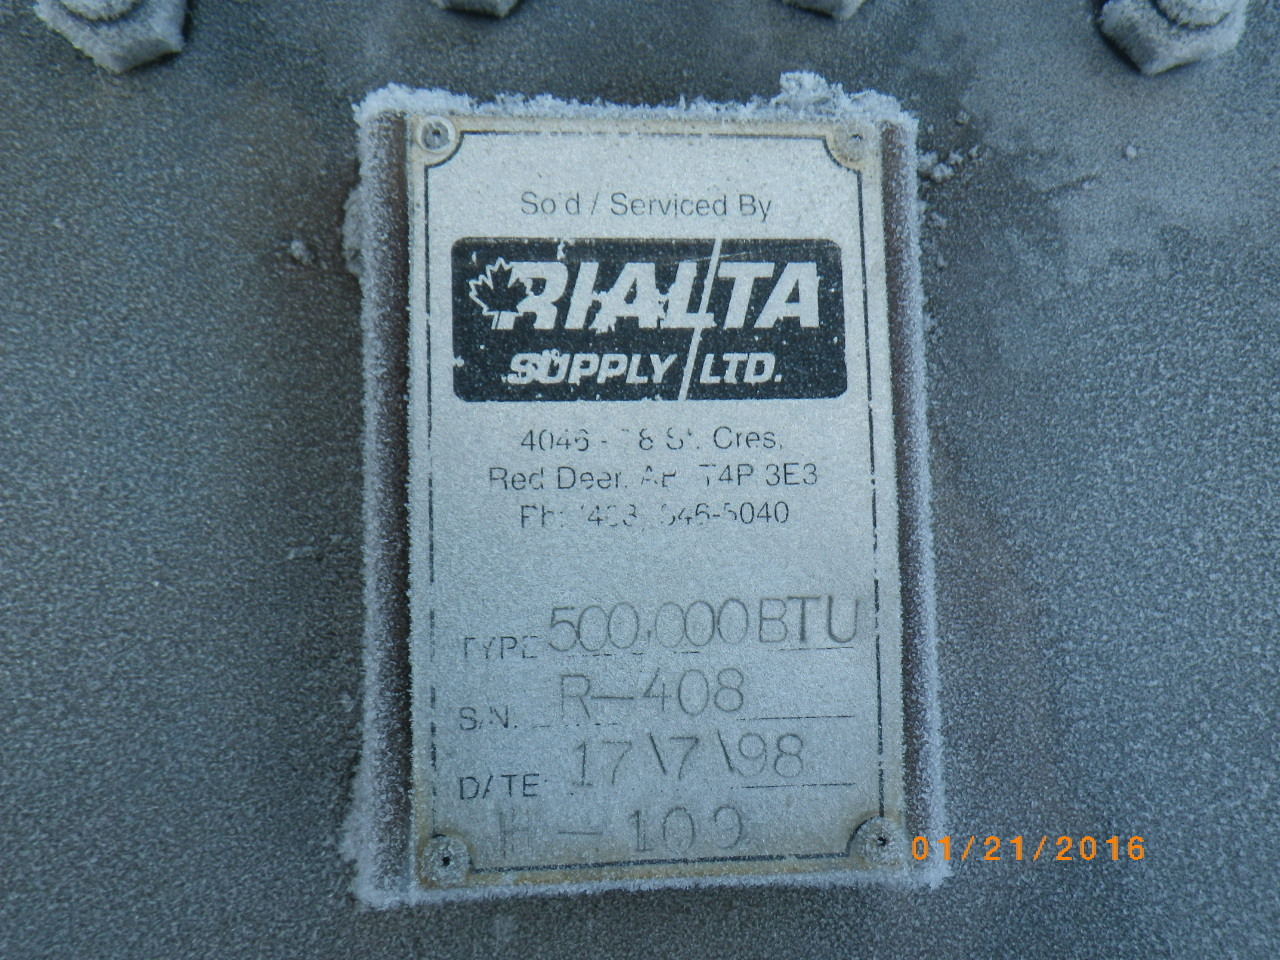 Sold / Serviced By
RIALTA
SUPPLY LTD.
4046 - 78 St. Cres.
Red Deer, AB T4P 3E3
Ph: (403) 346-5040
TYPE 500,000 BTU
S/N. R-408
DATE 17\7\98
H-109
01/21/2016